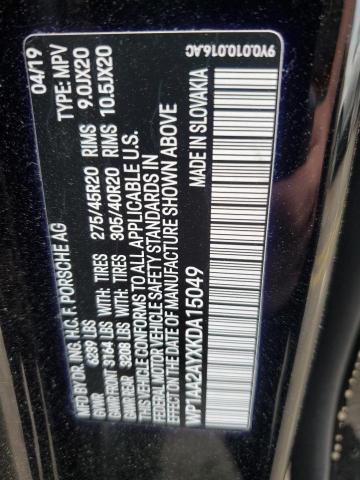 MFD BY DR. ING. H.C. F. PORSCHE AG 04/19
GVWR 6239 LBS TYPE: MPV
GAWR FRONT 3164 LBS WITH TIRES 275/45R20 RIMS 9.0JX20
GAWR REAR 3208 LBS WITH TIRES 305/40R20 RIMS 10.5JX20
THIS VEHICLE CONFORMS TO ALL APPLICABLE U.S.
FEDERAL MOTOR VEHICLE SAFETY STANDARDS
IN EFFECT ON THE DATE OF MANUFACTURE SHOWN ABOVE
WP1AA2AYXKDA15049 MADE IN SLOVAKIA
9Y0.010.016.AC